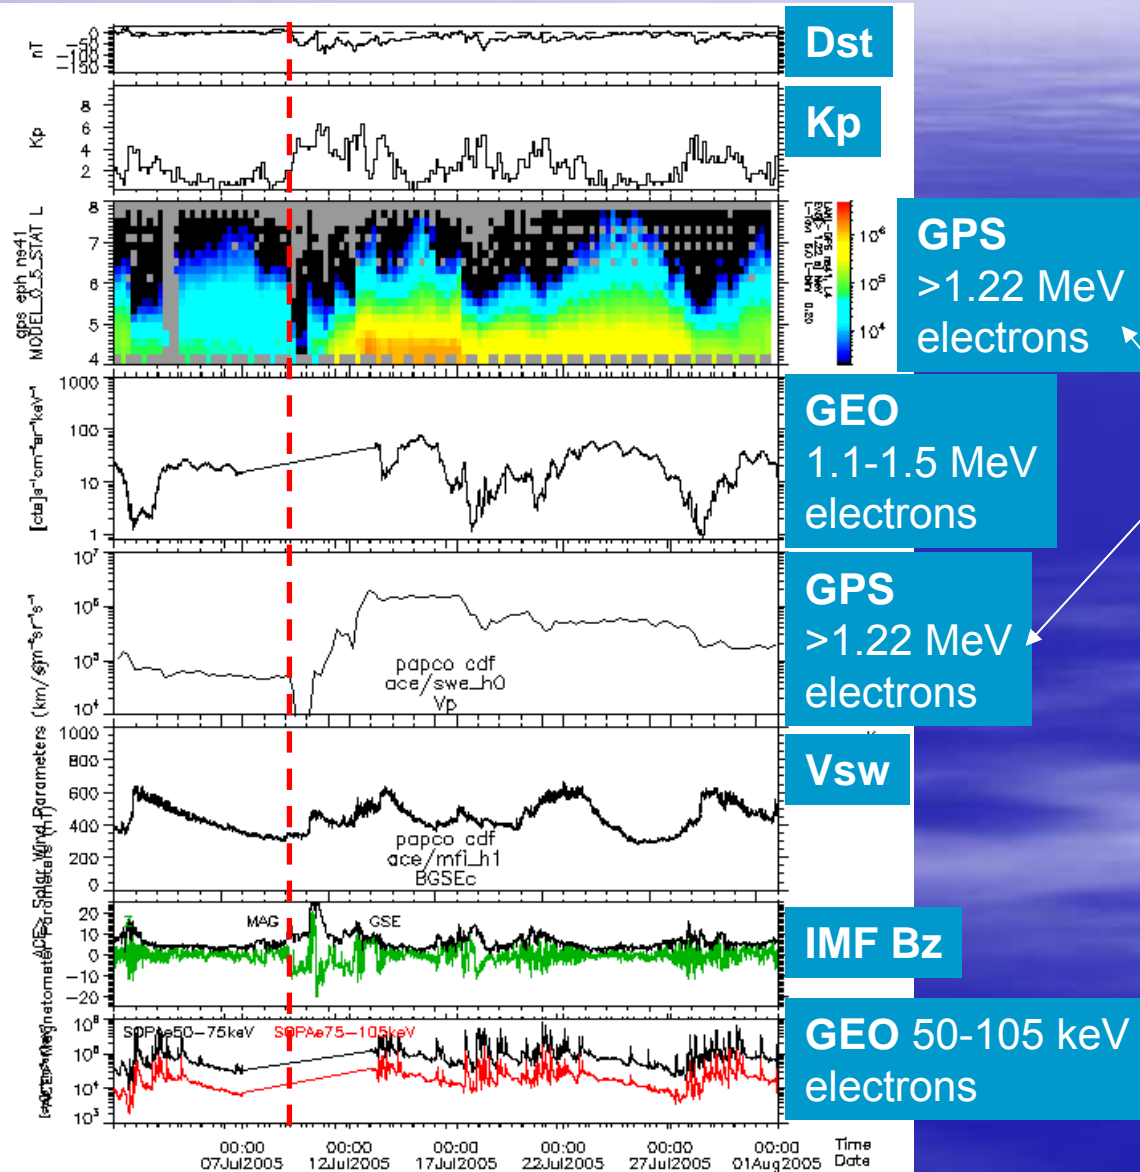 nT
0
-50
-100
-150
Dst
Kp
8
6
4
2
Kp
gps eph ns41
MODEL_0_5_STAT L
8
7
6
5
4
10⁶
10⁵
10⁴
GPS
>1.22 MeV
electrons
1000
100
10
1
GEO
1.1-1.5 MeV
electrons
10⁷
10⁶
10⁵
10⁴
papco cdf
ace/swe_h0
Vp
GPS
>1.22 MeV
electrons
1000
800
600
400
200
0
papco cdf
ace/mfi_h1
BGSEc
Vsw
20
10
0
-10
-20
MAG
GSE
IMF Bz
SOPAe50-75keV
SOPAe75-105keV
10⁴
10³
GEO 50-105 keV
electrons
00:00 00:00 00:00 00:00 00:00 00:00 Time
07Jul2005 12Jul2005 17Jul2005 22Jul2005 27Jul2005 01Aug2005 Date